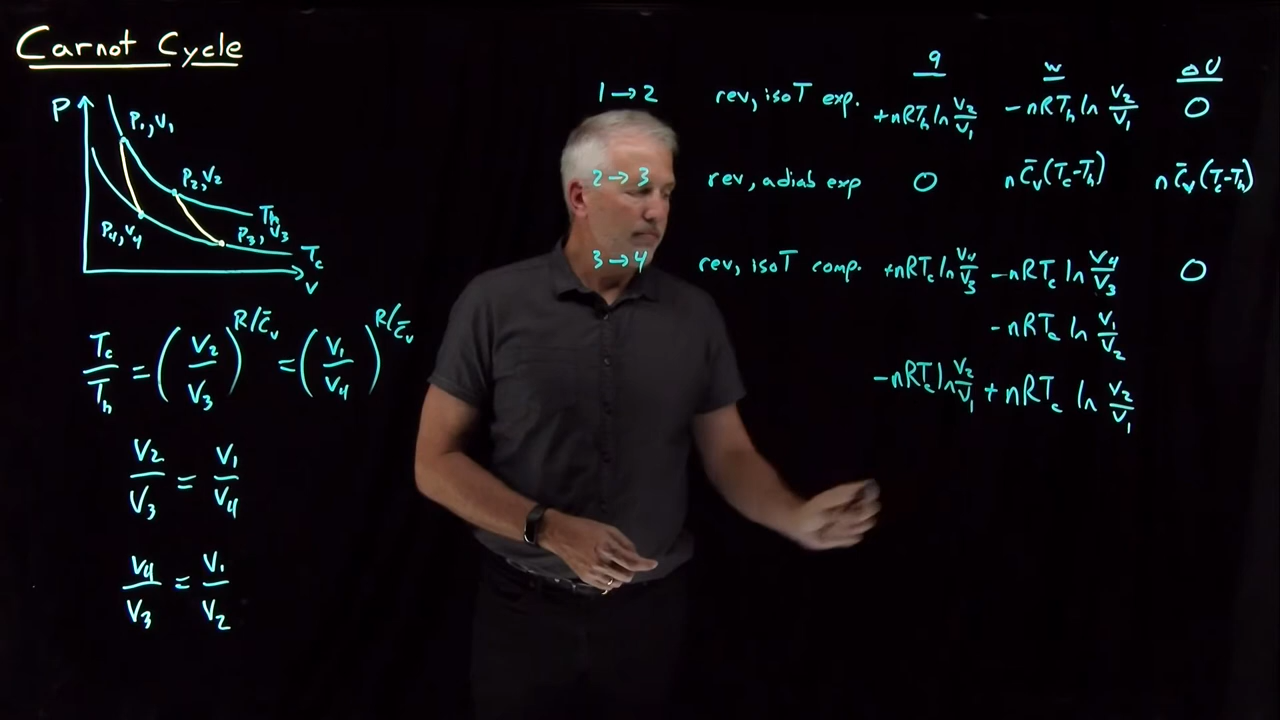 Carnot Cycle
P
P₁,V₁
P₂,V₂
Th
P₄,V₄
P₃,V₃
Tc
V
Tc/Th = (V₂/V₃)^(R/C̄v) = (V₁/V₄)^(R/C̄v)
V₂/V₃ = V₁/V₄
V₄/V₃ = V₁/V₂
q w ΔU
1→2 rev, isoT exp. +nRTh ln V₂/V₁ -nRTh ln V₂/V₁ 0
2→3 rev, adiab exp 0 nC̄v(Tc-Th) nC̄v(Tc-Th)
3→4 rev, isoT comp. +nRTc ln V₄/V₃ -nRTc ln V₄/V₃ 0
-nRTc ln V₁/V₂
-nRTc ln V₂/V₁ +nRTc ln V₂/V₁